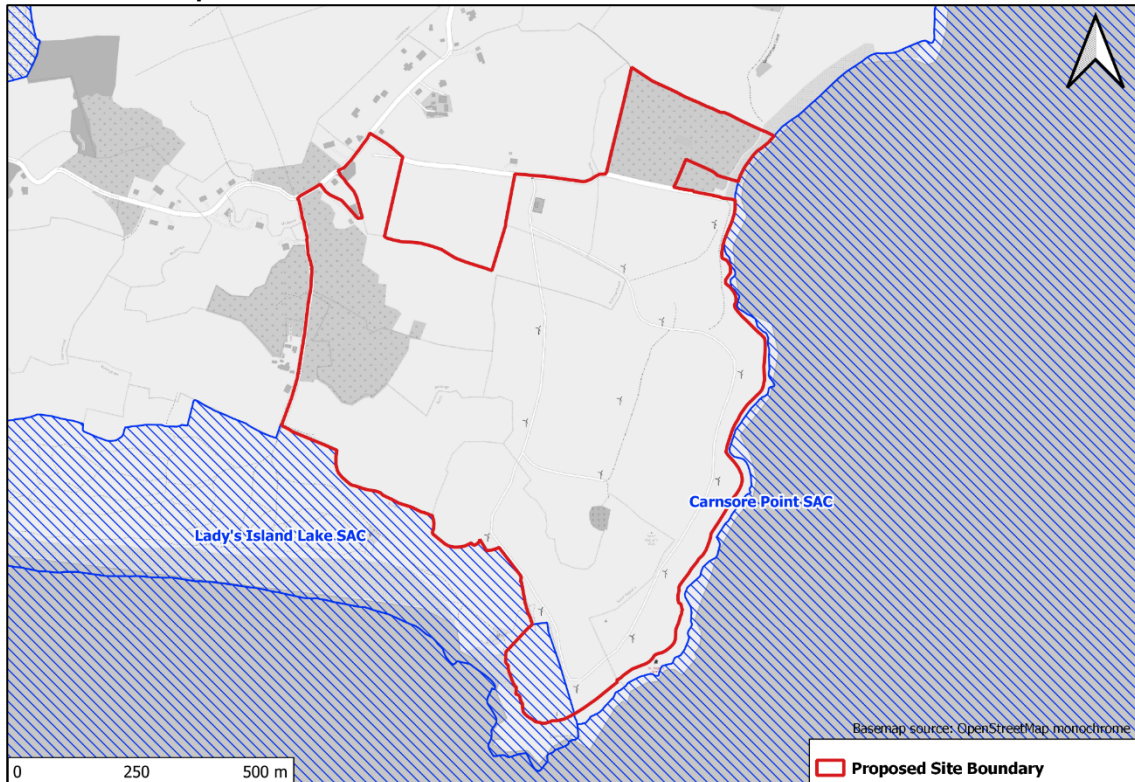 Carnsore Point SAC
Lady's Island Lake SAC
Basemap source: OpenStreetMap monochrome
0 250 500 m
Proposed Site Boundary